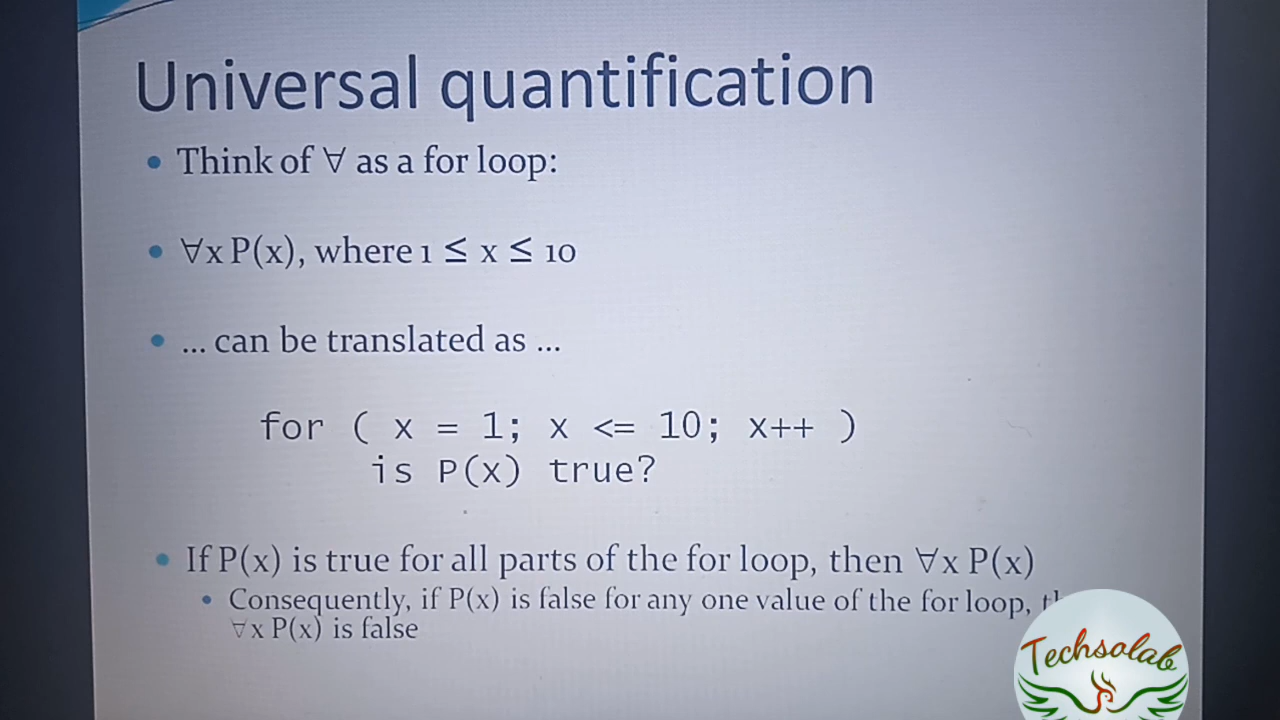 Universal quantification
• Think of ∀ as a for loop:
• ∀x P(x), where 1 ≤ x ≤ 10
• ... can be translated as ...
for ( x = 1; x <= 10; x++ )
is P(x) true?
• If P(x) is true for all parts of the for loop, then ∀x P(x)
• Consequently, if P(x) is false for any one value of the for loop,
∀x P(x) is false
Techsolab